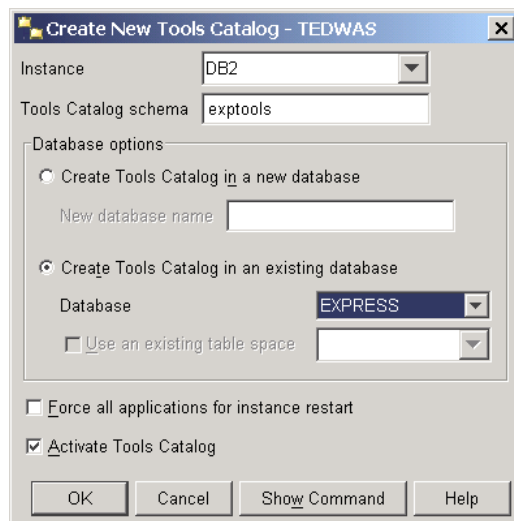 Create New Tools Catalog - TEDWAS
Instance DB2
Tools Catalog schema exptools
Database options
Create Tools Catalog in a new database
New database name
Create Tools Catalog in an existing database
Database EXPRESS
Use an existing table space
Force all applications for instance restart
Activate Tools Catalog
OK Cancel Show Command Help